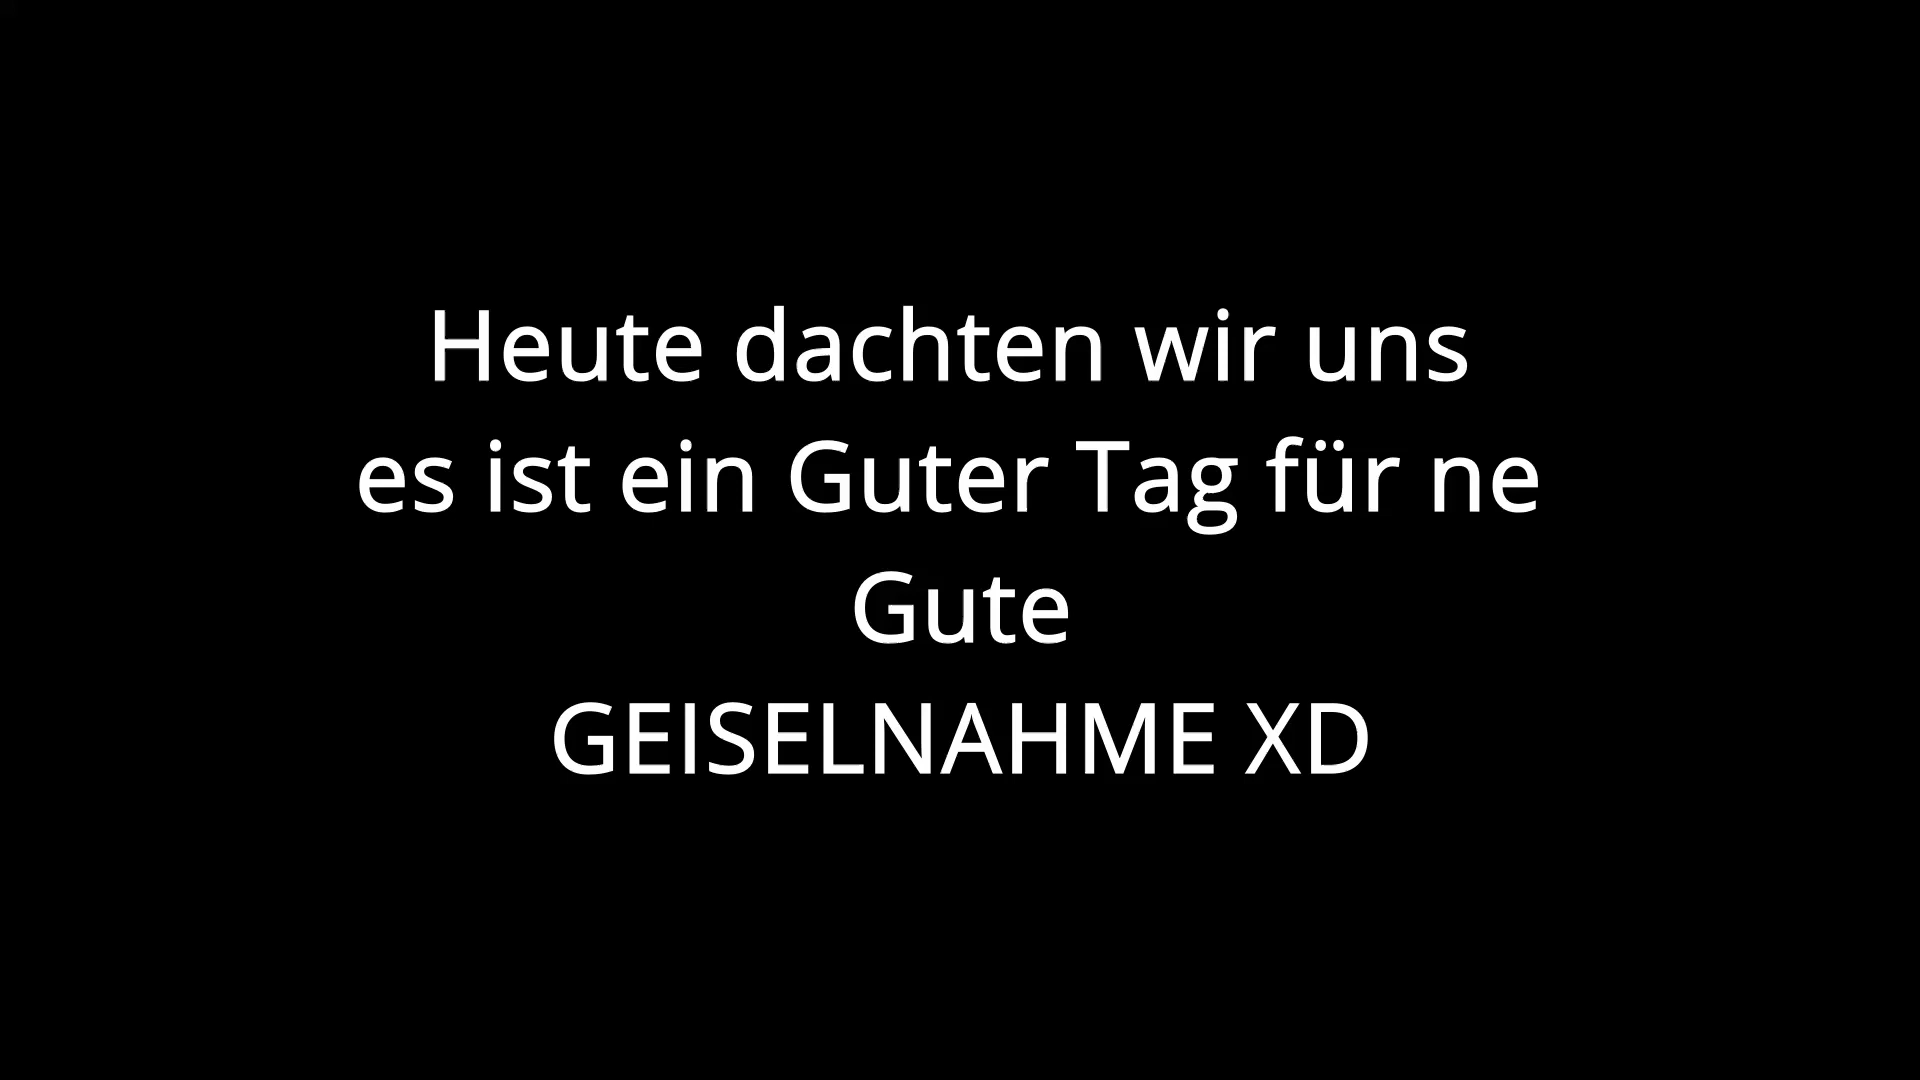 Heute dachten wir uns
es ist ein Guter Tag für ne
Gute
GEISELNAHME XD